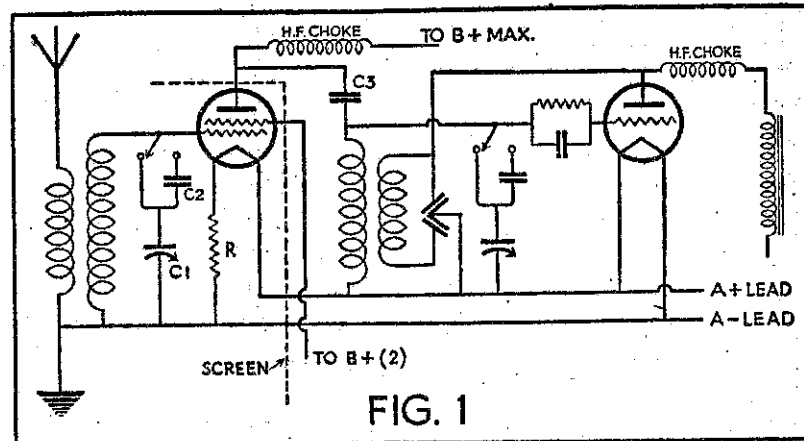 H.F. CHOKE
TO B+ MAX.
H.F. CHOKE
C3
C2
C1
R
A+ LEAD
A- LEAD
SCREEN
TO B+ (2)
FIG. 1